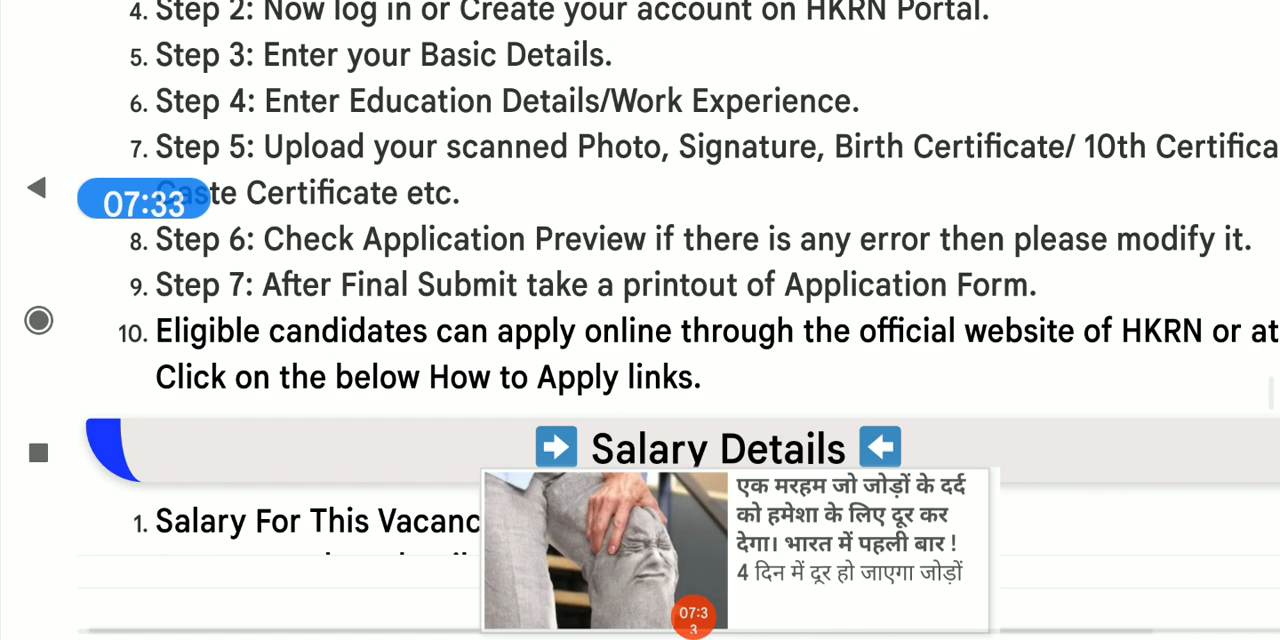 4. Step 2: Now log in or Create your account on HKRN Portal.
5. Step 3: Enter your Basic Details.
6. Step 4: Enter Education Details/Work Experience.
7. Step 5: Upload your scanned Photo, Signature, Birth Certificate/ 10th Certifica
Caste Certificate etc.
07:33
8. Step 6: Check Application Preview if there is any error then please modify it.
9. Step 7: After Final Submit take a printout of Application Form.
10. Eligible candidates can apply online through the official website of HKRN or at
Click on the below How to Apply links.
➡ Salary Details ⬅
1. Salary For This Vacanc
एक मरहम जो जोड़ों के दर्द
को हमेशा के लिए दूर कर
देगा। भारत में पहली बार !
4 दिन में दूर हो जाएगा जोड़ों
07:3
3